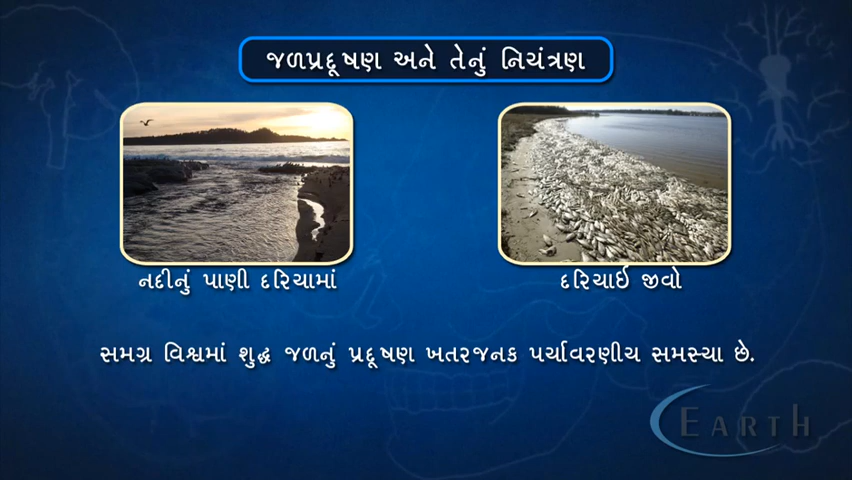 જળપ્રદૂષણ અને તેનું નિયંત્રણ
નદીનું પાણી દરિયામાં
દરિયાઈ જીવો
સમગ્ર વિશ્વમાં શુદ્ધ જળનું પ્રદૂષણ ખતરજનક પર્યાવરણીય સમસ્યા છે.
EARTH